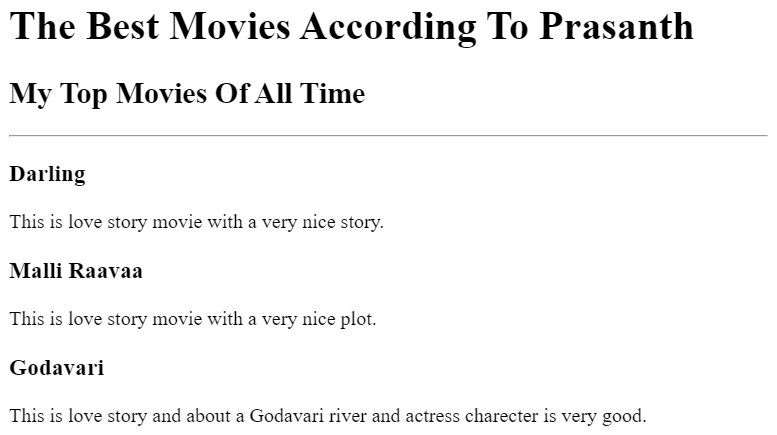 The Best Movies According To Prasanth
My Top Movies Of All Time
Darling
This is love story movie with a very nice story.
Malli Raavaa
This is love story movie with a very nice plot.
Godavari
This is love story and about a Godavari river and actress charecter is very good.